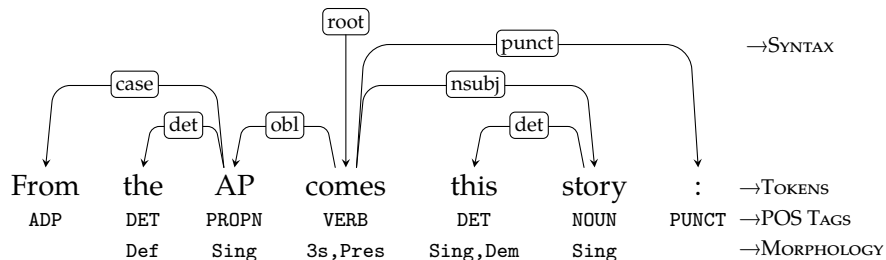 root
punct →SYNTAX
case nsubj
det obl det
From the AP comes this story : →TOKENS
ADP DET PROPN VERB DET NOUN PUNCT →POS TAGS
Def Sing 3s,Pres Sing,Dem Sing →MORPHOLOGY